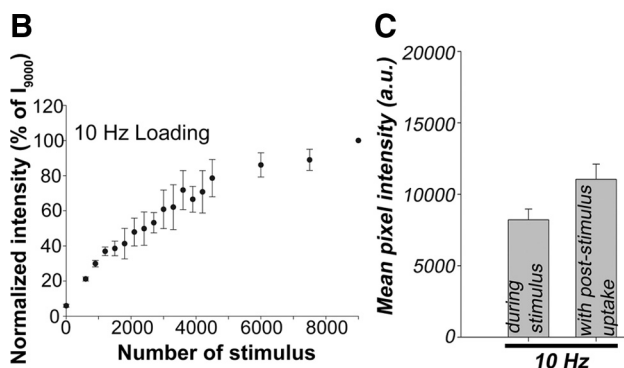 B
Normalized intensity (% of I9000)
120
100
80
60
40
20
0
10 Hz Loading
0
2000
4000
6000
8000
Number of stimulus
C
Mean pixel intensity (a.u.)
20000
15000
10000
5000
0
during
stimulus
with post-stimulus
uptake
10 Hz